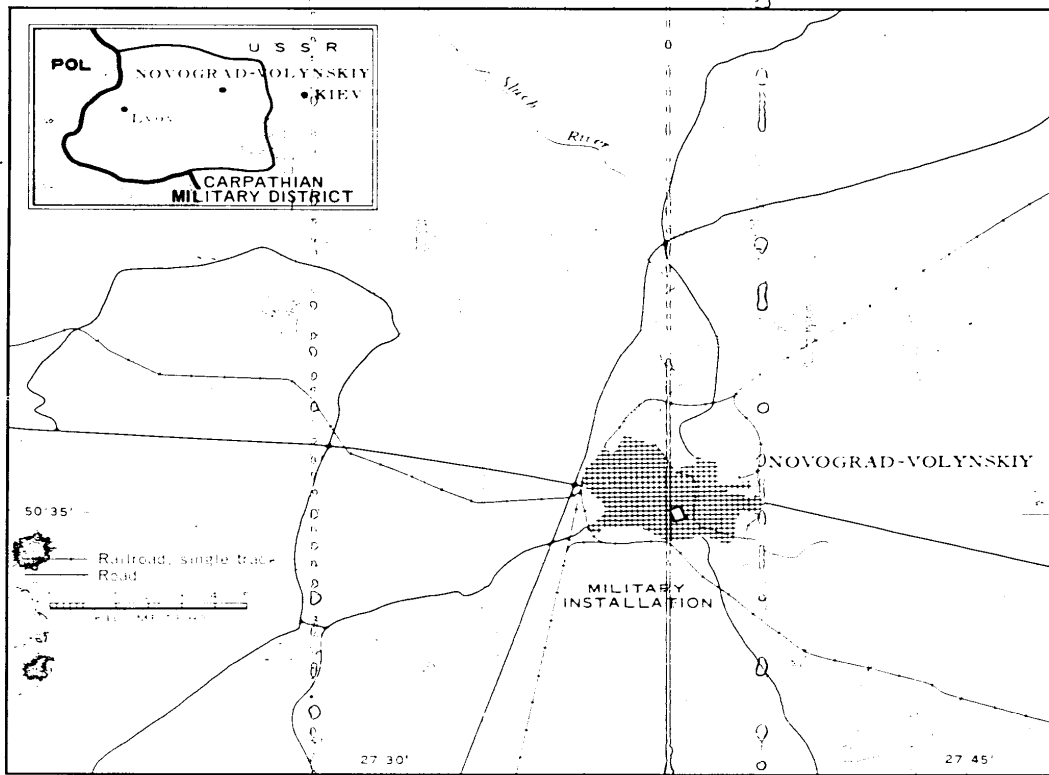 U S S R
POL
NOVOGRAD-VOLYNSKIY
KIEV
Lvov
CARPATHIAN
MILITARY DISTRICT
Sluch
River
NOVOGRAD-VOLYNSKIY
50°35'
Railroad, single track
Road
MILITARY
INSTALLATION
27 30'
27 45'